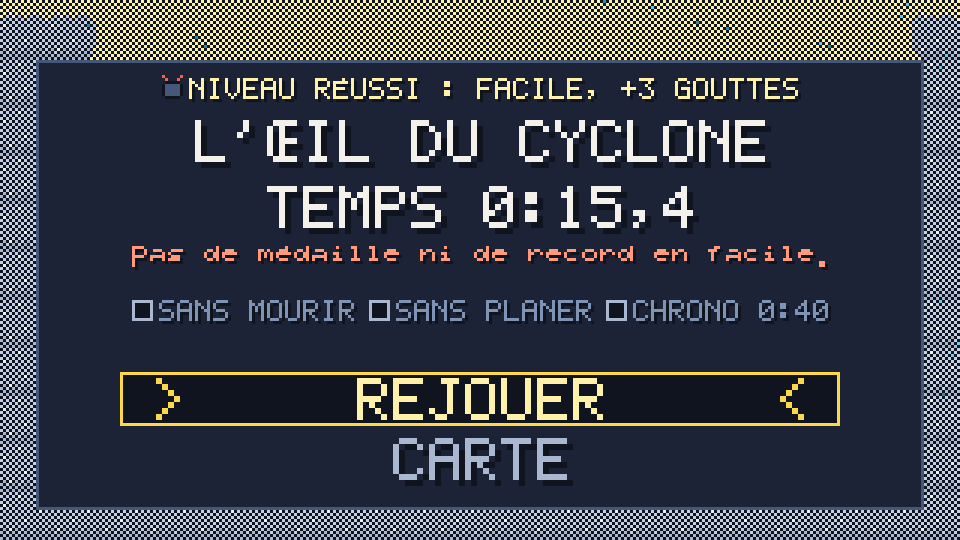 NIVEAU RÉUSSI : FACILE, +3 GOUTTES
L'ŒIL DU CYCLONE
TEMPS 0:15,4
Pas de médaille ni de record en facile.
SANS MOURIR SANS PLANER CHRONO 0:40
> REJOUER <
CARTE